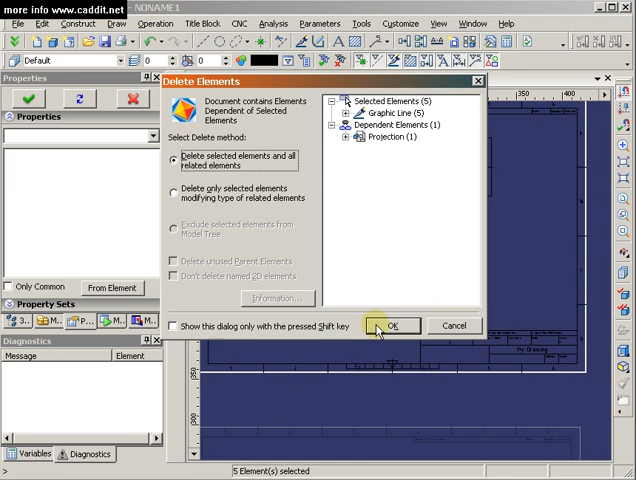 more info www.caddit.net
NONAME1
File Edit Construct Draw Operation Title Block CNC Analysis Parameters Tools Customize View Window Help
Default 0 0
Properties
Properties
Only Common From Element
Property Sets
3... M... P... M... M...
Diagnostics
Message Element
Variables Diagnostics
Delete Elements
Document contains Elements
Dependent of Selected
Elements
Select Delete method:
Delete selected elements and all
related elements
Delete only selected elements
modifying type of related elements
Exclude selected elements from
Model Tree
Delete unused Parent Elements
Don't delete named 2D elements
Information...
Show this dialog only with the pressed Shift key
OK Cancel
Selected Elements (5)
Graphic Line (5)
Dependent Elements (1)
Projection (1)
350 400
My Drawing
-350
300
> 5 Element(s) selected